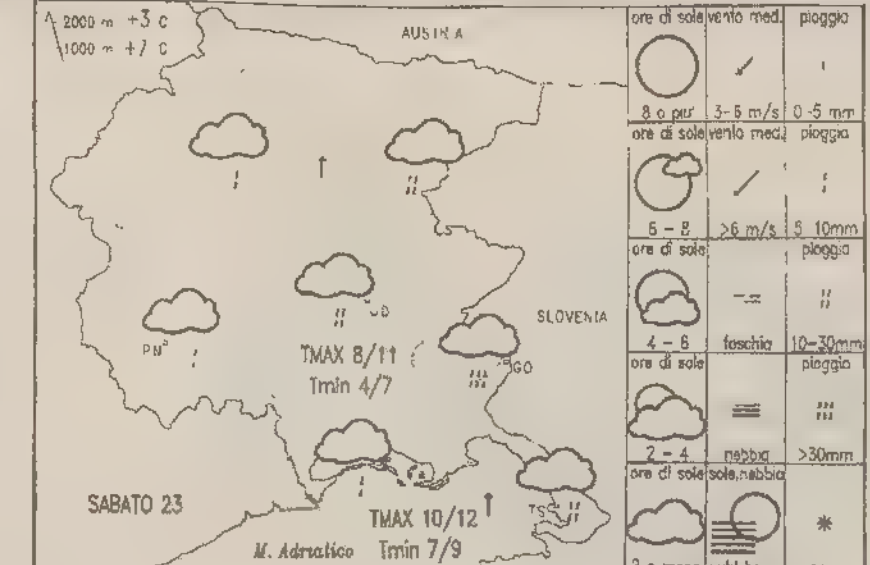 2000 m +3 C
1000 m +7 C
AUSTRIA
SLOVENIA
PN
UD
GO
TMAX 8/11
Tmin 4/7
SABATO 23
TS
TMAX 10/12
M. Adriatico Tmin 7/9
ore di sole vento med. pioggia
8 o piu' 3-6 m/s 0-5 mm
ore di sole vento med. pioggia
6 - 8 >6 m/s 5 10mm
ore di sole pioggia
4 - 6 foschia 10-30mm
ore di sole pioggia
2 - 4 nebbia >30mm
ore di sole sole,nebbia